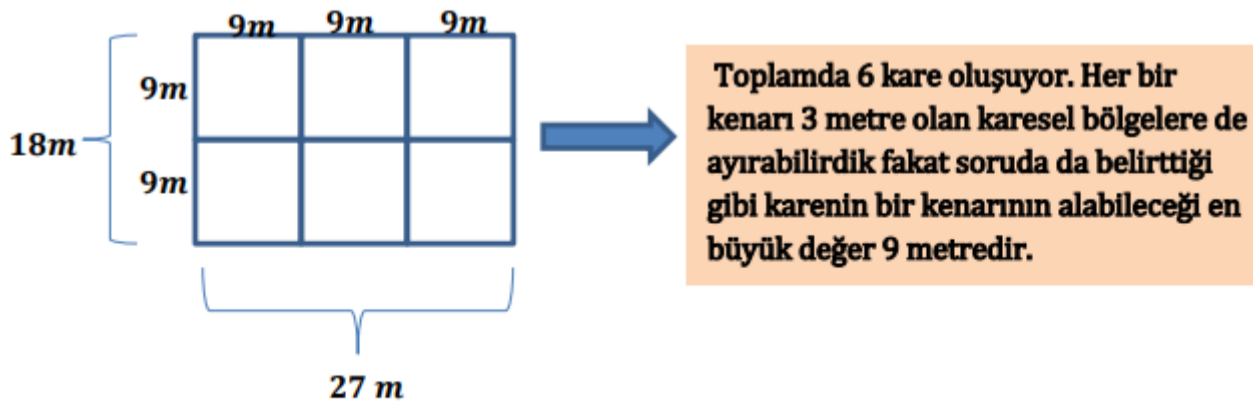 9m 9m 9m
9m
18m
9m
27 m
Toplamda 6 kare oluşuyor. Her bir
kenarı 3 metre olan karesel bölgelere de
ayırabilirdik fakat soruda da belirttiği
gibi karenin bir kenarının alabileceği en
büyük değer 9 metredir.